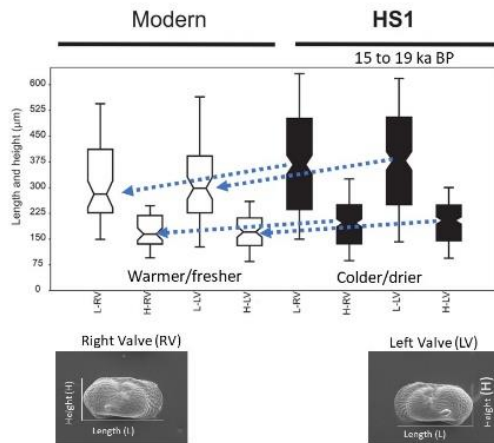 Modern HS1
15 to 19 ka BP
Length and height (µm)
600
525
450
375
300
225
150
75
0
Warmer/fresher Colder/drier
L-RV H-RV L-LV H-LV L-RV H-RV L-LV H-LV
Right Valve (RV) Left Valve (LV)
Height (H) Height (H)
Length (L) Length (L)